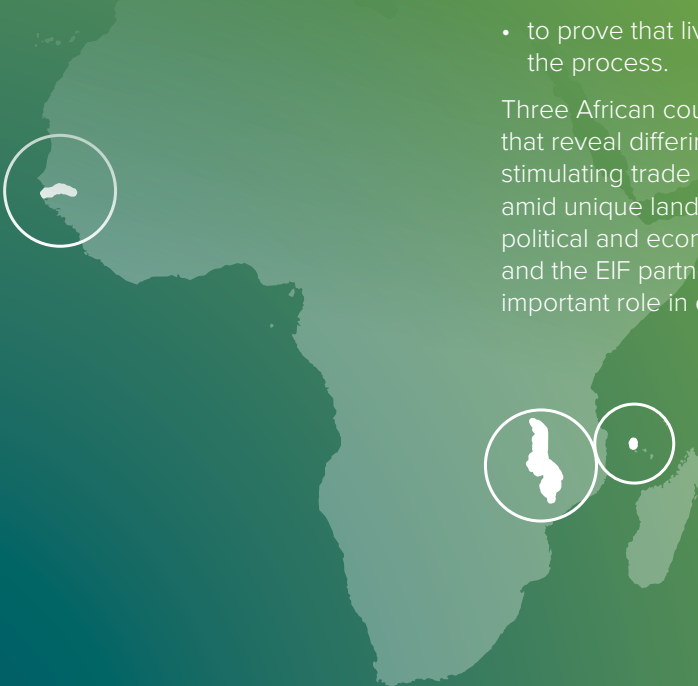 • to prove that liv
the process.
Three African cou
that reveal differin
stimulating trade
amid unique land
political and econ
and the EIF partn
important role in